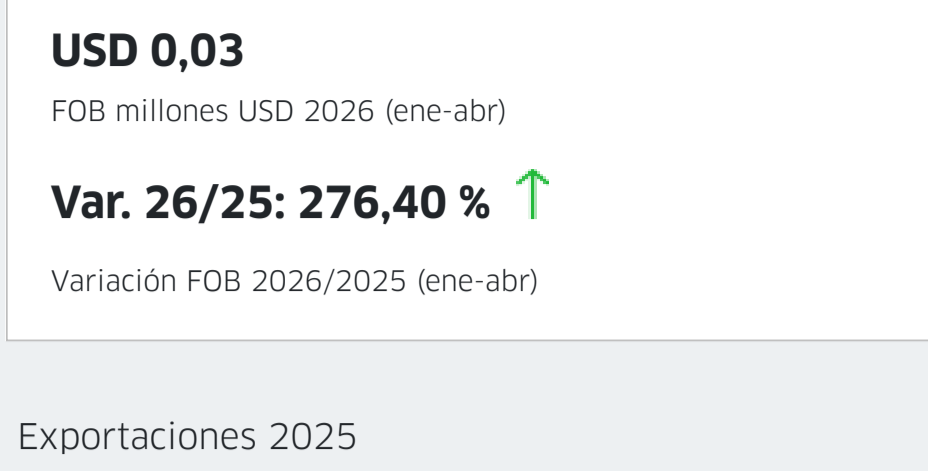 USD 0,03
FOB millones USD 2026 (ene-abr)
Var. 26/25: 276,40 %
Variación FOB 2026/2025 (ene-abr)
Exportaciones 2025